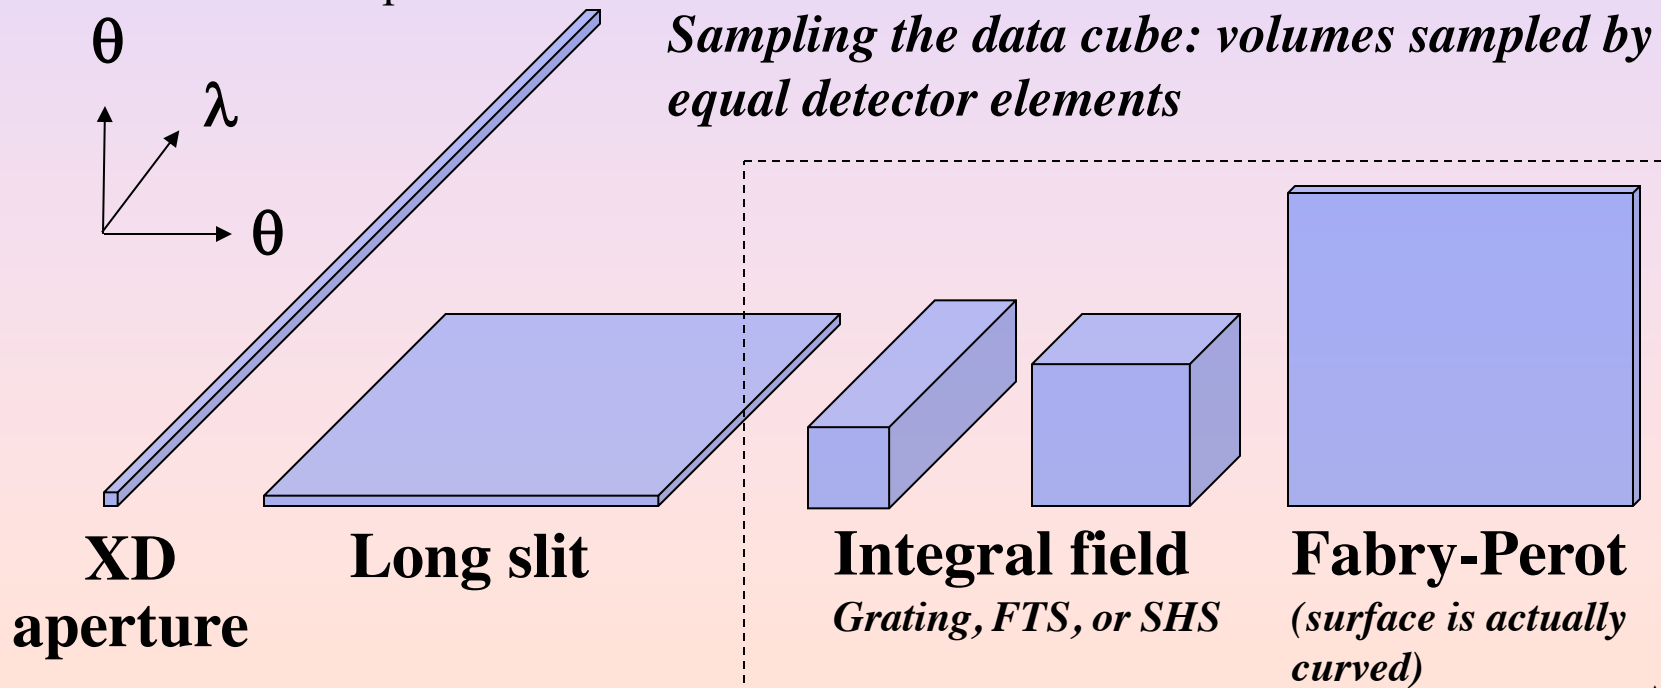 Sampling the data cube: volumes sampled by
equal detector elements
θ
λ
θ
XD
aperture
Long slit
Integral field
Grating, FTS, or SHS
Fabry-Perot
(surface is actually
curved)